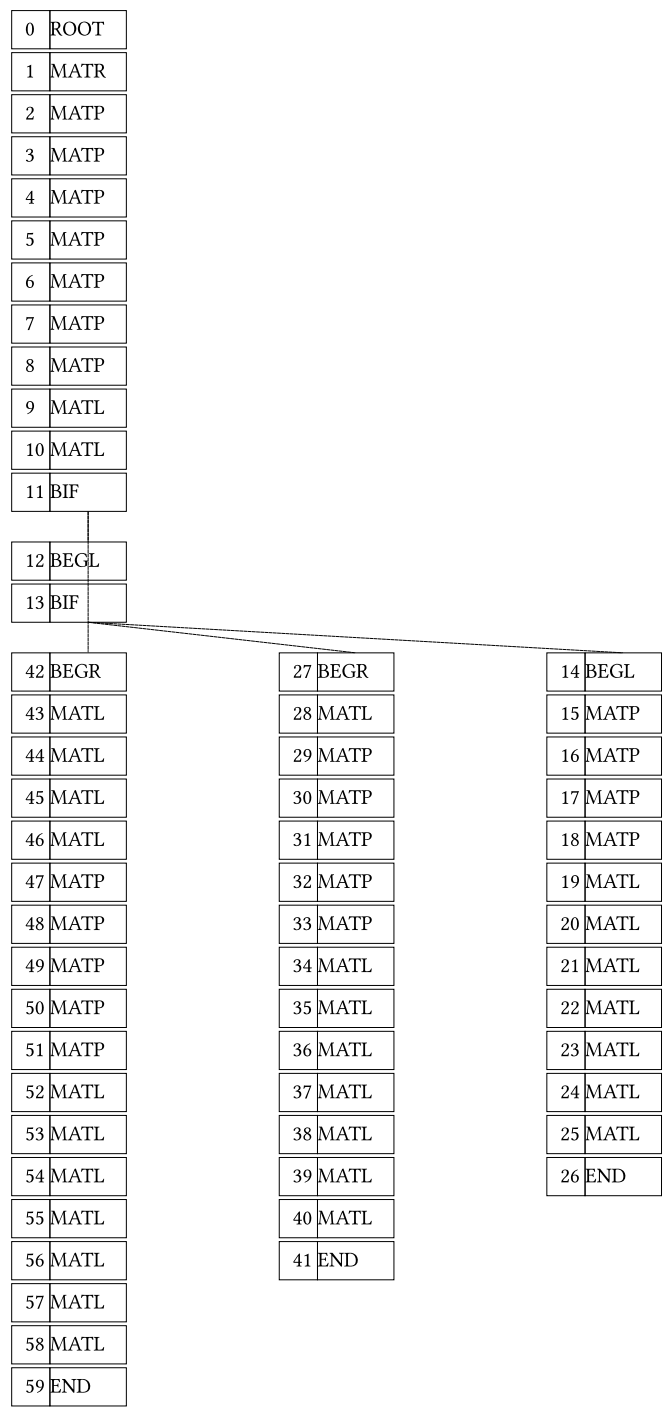 0 ROOT
1 MATR
2 MATP
3 MATP
4 MATP
5 MATP
6 MATP
7 MATP
8 MATP
9 MATL
10 MATL
11 BIF
12 BEGL
13 BIF
42 BEGR
43 MATL
44 MATL
45 MATL
46 MATL
47 MATP
48 MATP
49 MATP
50 MATP
51 MATP
52 MATL
53 MATL
54 MATL
55 MATL
56 MATL
57 MATL
58 MATL
59 END
27 BEGR
28 MATL
29 MATP
30 MATP
31 MATP
32 MATP
33 MATP
34 MATL
35 MATL
36 MATL
37 MATL
38 MATL
39 MATL
40 MATL
41 END
14 BEGL
15 MATP
16 MATP
17 MATP
18 MATP
19 MATL
20 MATL
21 MATL
22 MATL
23 MATL
24 MATL
25 MATL
26 END